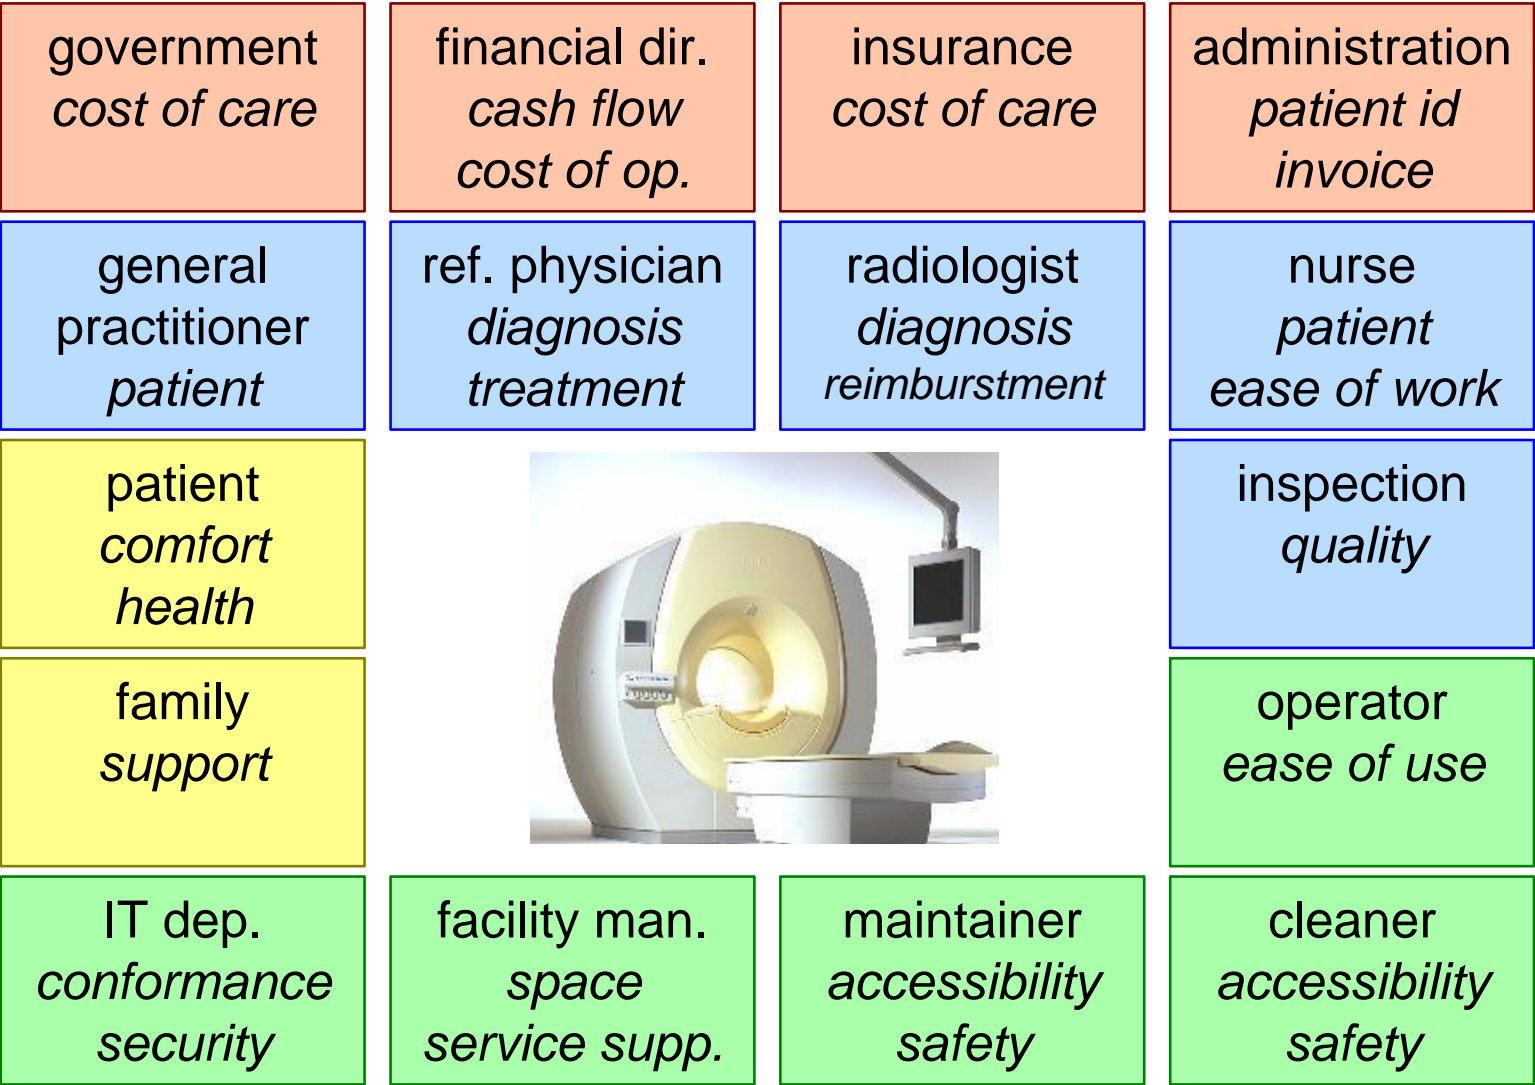 government
cost of care
financial dir.
cash flow
cost of op.
insurance
cost of care
administration
patient id
invoice
general
practitioner
patient
ref. physician
diagnosis
treatment
radiologist
diagnosis
reimburstment
nurse
patient
ease of work
patient
comfort
health
inspection
quality
family
support
operator
ease of use
IT dep.
conformance
security
facility man.
space
service supp.
maintainer
accessibility
safety
cleaner
accessibility
safety